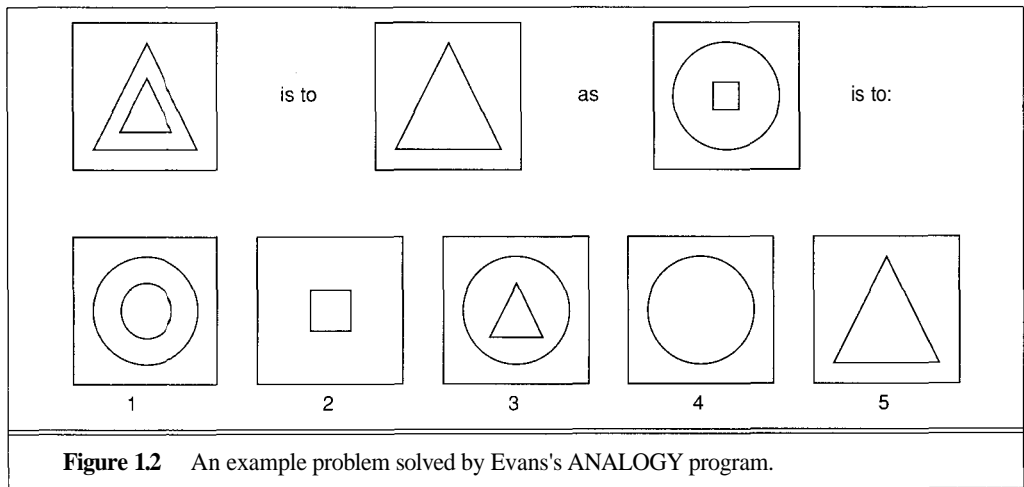 is to as is to:
1 2 3 4 5
Figure 1.2 An example problem solved by Evans's ANALOGY program.